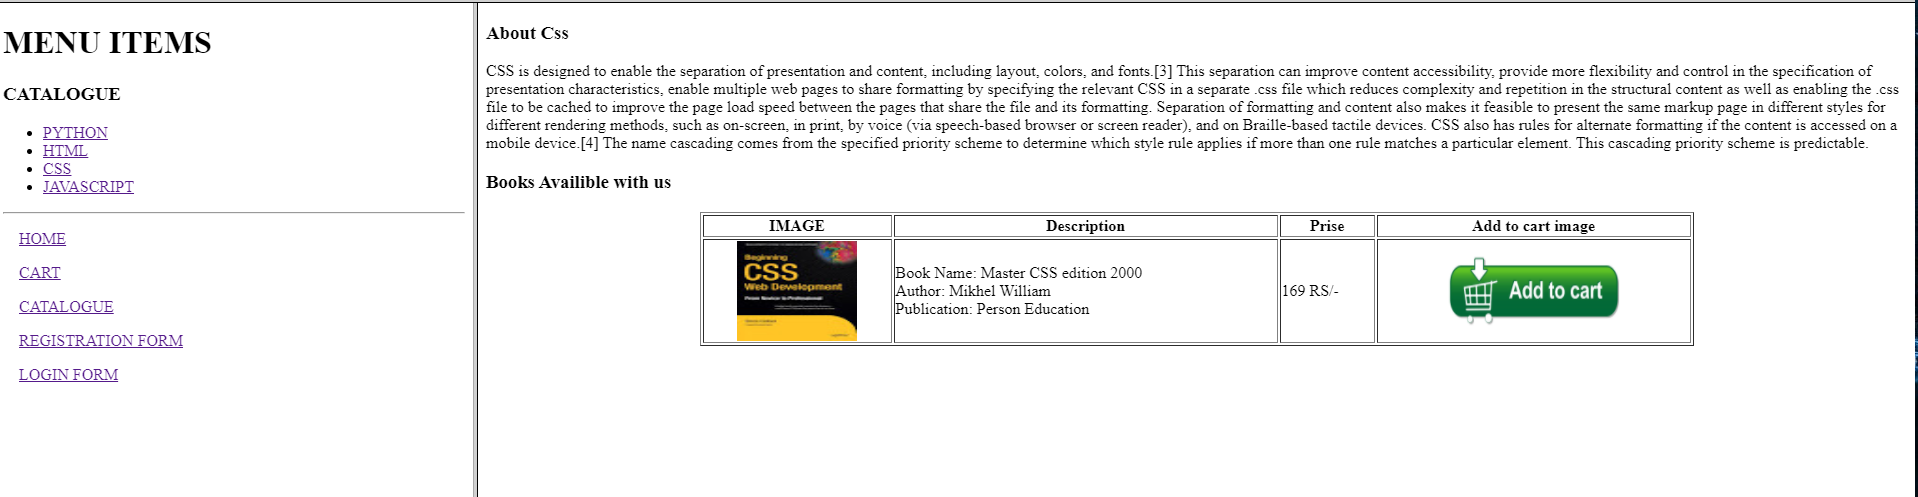 MENU ITEMS
CATALOGUE
PYTHON
HTML
CSS
JAVASCRIPT
HOME
CART
CATALOGUE
REGISTRATION FORM
LOGIN FORM
About Css
CSS is designed to enable the separation of presentation and content, including layout, colors, and fonts.[3] This separation can improve content accessibility, provide more flexibility and control in the specification of
presentation characteristics, enable multiple web pages to share formatting by specifying the relevant CSS in a separate .css file which reduces complexity and repetition in the structural content as well as enabling the .css
file to be cached to improve the page load speed between the pages that share the file and its formatting. Separation of formatting and content also makes it feasible to present the same markup page in different styles for
different rendering methods, such as on-screen, in print, by voice (via speech-based browser or screen reader), and on Braille-based tactile devices. CSS also has rules for alternate formatting if the content is accessed on a
mobile device.[4] The name cascading comes from the specified priority scheme to determine which style rule applies if more than one rule matches a particular element. This cascading priority scheme is predictable.
Books Availible with us
IMAGE Description Prise Add to cart image
Beginning
CSS
Web Development
From Novice to Professional
Book Name: Master CSS edition 2000
Author: Mikhel William
Publication: Person Education
169 RS/-
Add to cart